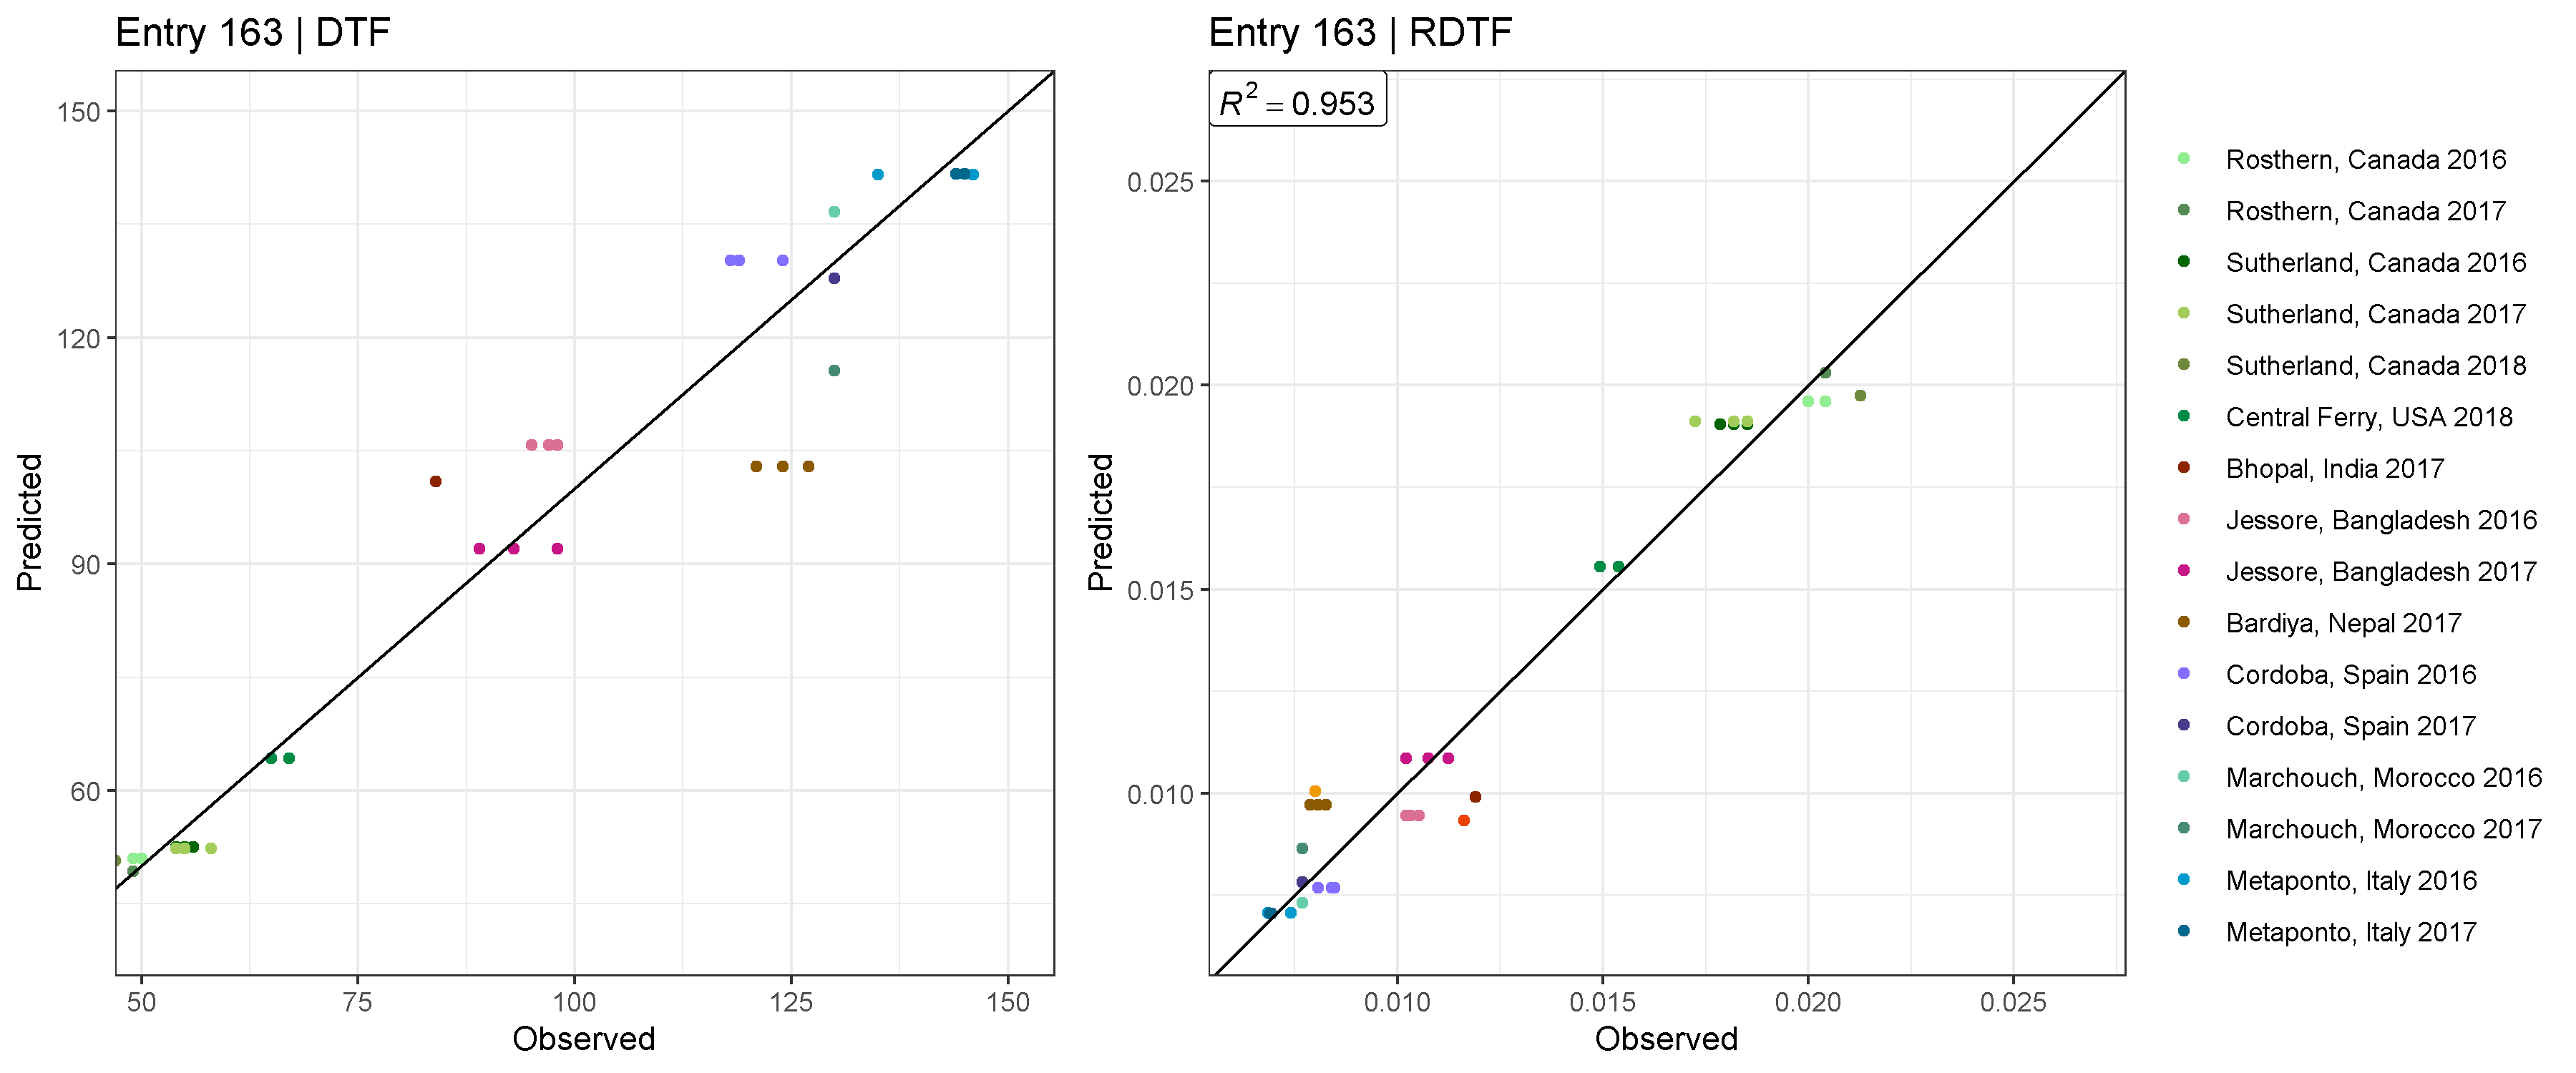 Entry 163 | DTF
150
120
90
60
Predicted
50
75
100
125
150
Observed
Entry 163 | RDTF
R² = 0.953
0.025
0.020
0.015
0.010
Predicted
0.010
0.015
0.020
0.025
Observed
Rosthern, Canada 2016
Rosthern, Canada 2017
Sutherland, Canada 2016
Sutherland, Canada 2017
Sutherland, Canada 2018
Central Ferry, USA 2018
Bhopal, India 2017
Jessore, Bangladesh 2016
Jessore, Bangladesh 2017
Bardiya, Nepal 2017
Cordoba, Spain 2016
Cordoba, Spain 2017
Marchouch, Morocco 2016
Marchouch, Morocco 2017
Metaponto, Italy 2016
Metaponto, Italy 2017